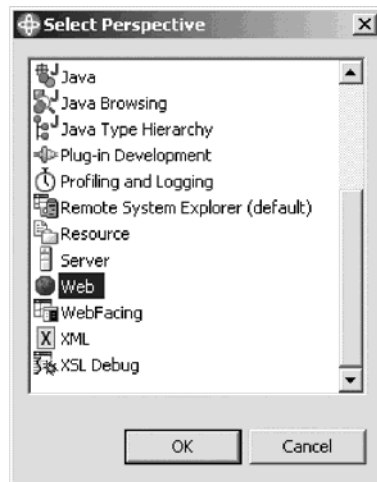 Select Perspective
Java
Java Browsing
Java Type Hierarchy
Plug-in Development
Profiling and Logging
Remote System Explorer (default)
Resource
Server
Web
WebFacing
X XML
XSL Debug
OK Cancel